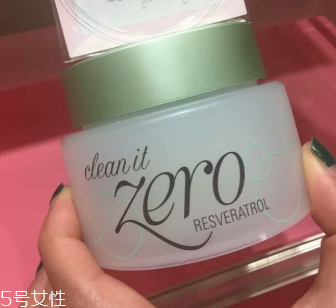 clean it
zero
RESVERATROL
5号女性